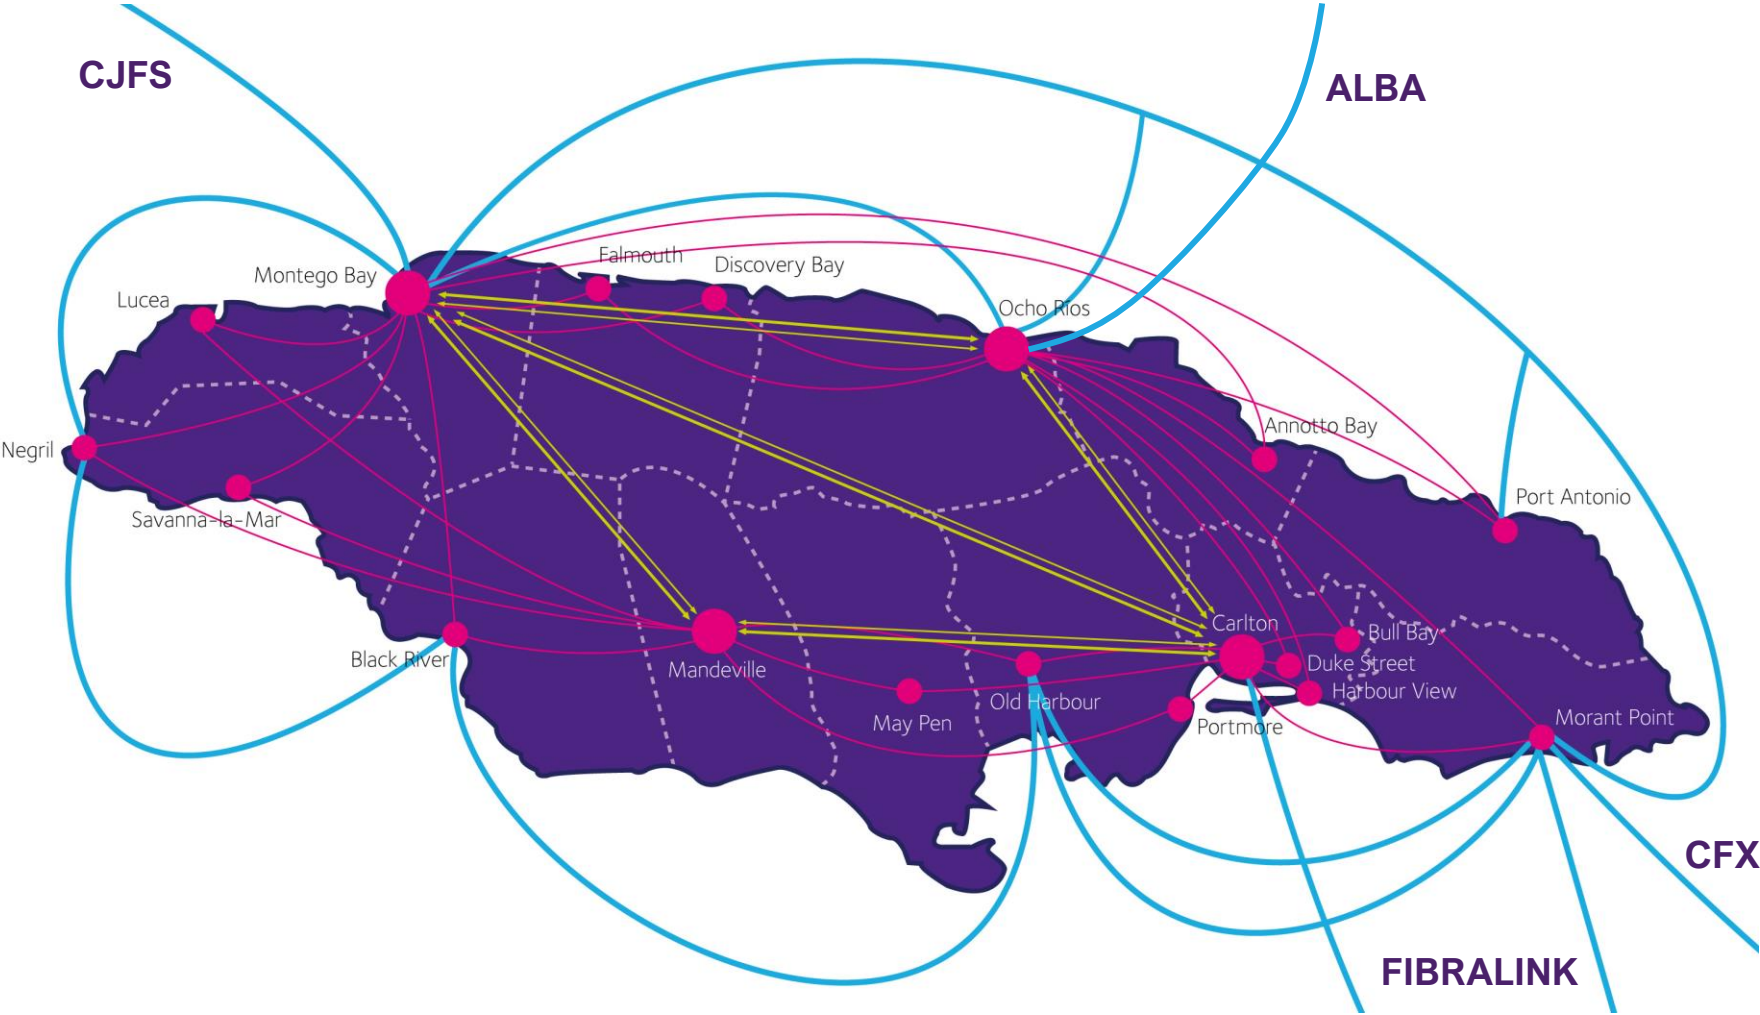 CJFS
ALBA
Falmouth
Montego Bay
Discovery Bay
Lucea
Ocho Rios
Annotto Bay
Negril
Port Antonio
Savanna-la-Mar
Carlton
Bull Bay
Black River
Mandeville
Duke Street
Harbour View
Old Harbour
May Pen
Portmore
Morant Point
CFX
FIBRALINK